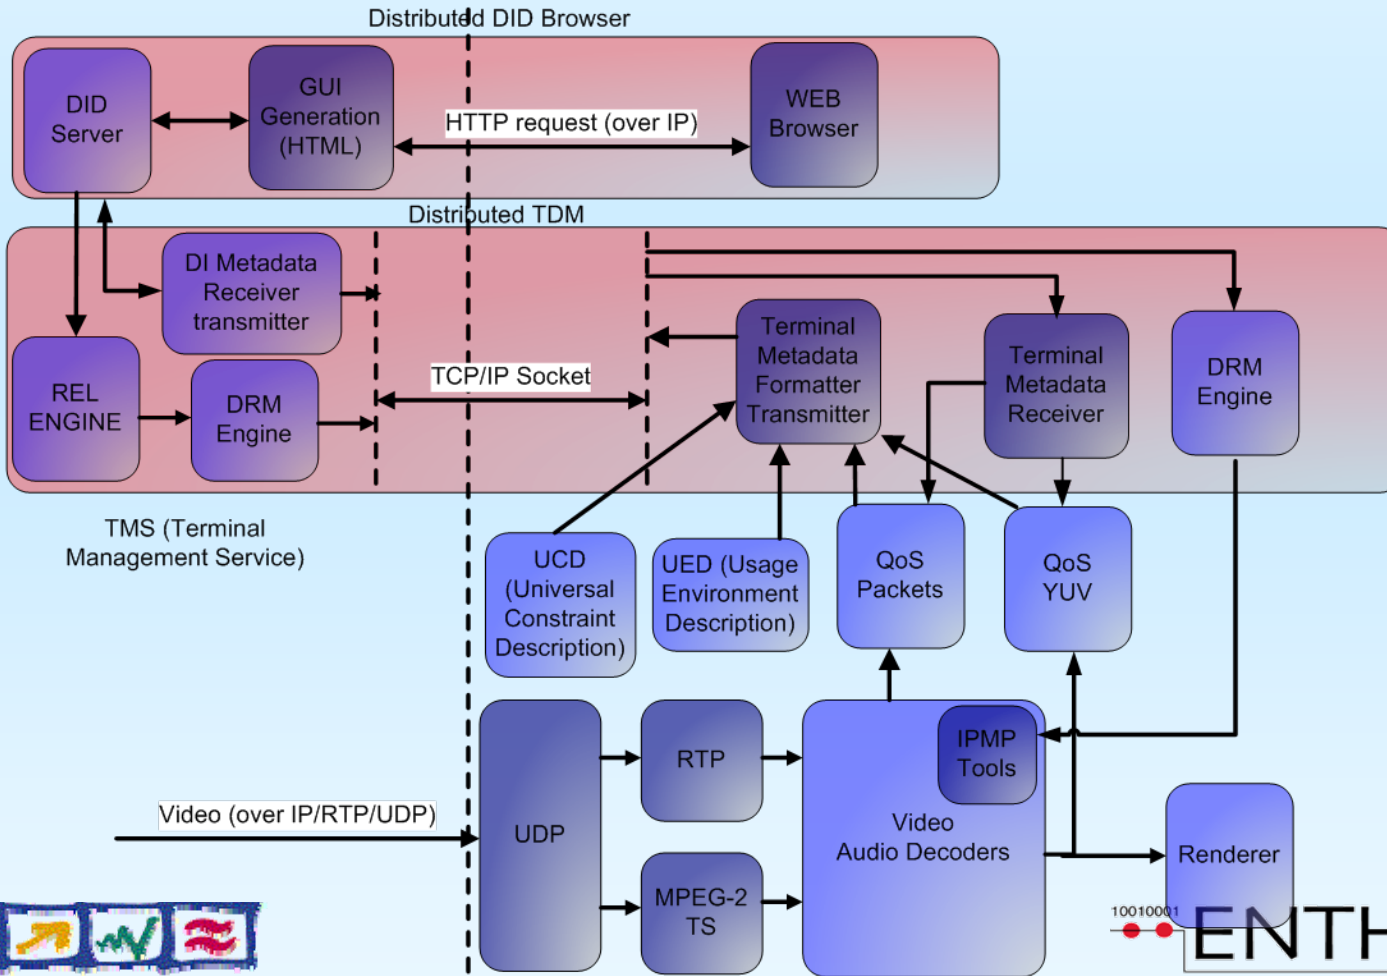 Distributed DID Browser
DID
Server
GUI
Generation
(HTML)
HTTP request (over IP)
WEB
Browser
Distributed TDM
DI Metadata
Receiver
transmitter
REL
ENGINE
DRM
Engine
TCP/IP Socket
Terminal
Metadata
Formatter
Transmitter
Terminal
Metadata
Receiver
DRM
Engine
TMS (Terminal
Management Service)
UCD
(Universal
Constraint
Description)
UED (Usage
Environment
Description)
QoS
Packets
QoS
YUV
Video (over IP/RTP/UDP)
UDP
RTP
MPEG-2
TS
IPMP
Tools
Video
Audio Decoders
Renderer
10010001
ENTH